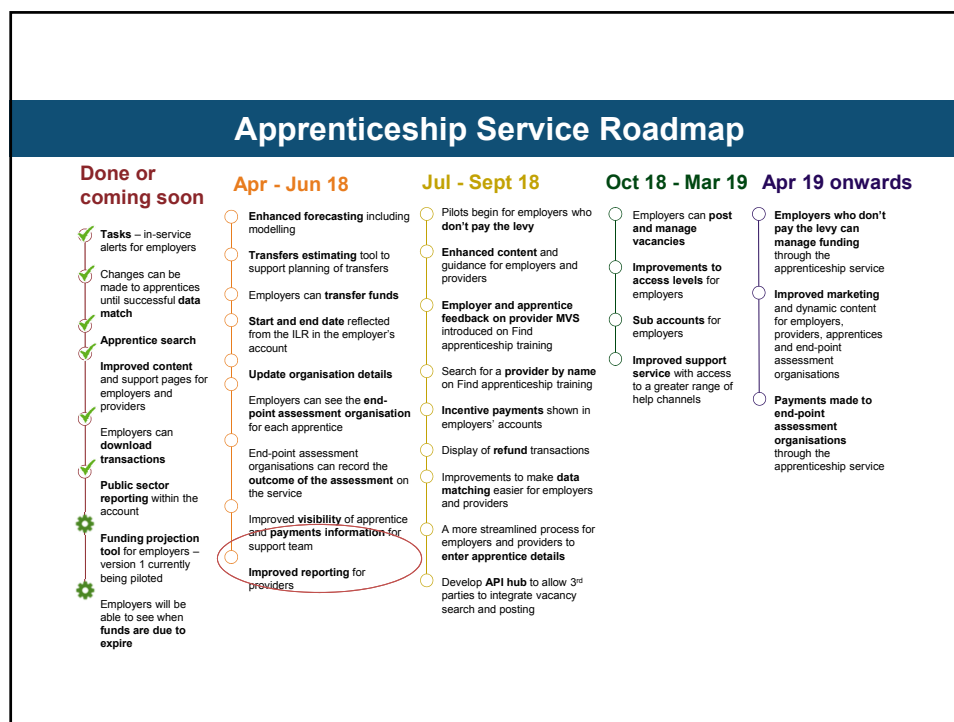 Apprenticeship Service Roadmap
Done or
coming soon
Tasks – in-service
alerts for employers
Changes can be
made to apprentices
until successful data
match
Apprentice search
Improved content
and support pages for
employers and
providers
Employers can
download
transactions
Public sector
reporting within the
account
Funding projection
tool for employers –
version 1 currently
being piloted
Employers will be
able to see when
funds are due to
expire
Apr - Jun 18
Enhanced forecasting including
modelling
Transfers estimating tool to
support planning of transfers
Employers can transfer funds
Start and end date reflected
from the ILR in the employer's
account
Update organisation details
Employers can see the end-
point assessment organisation
for each apprentice
End-point assessment
organisations can record the
outcome of the assessment on
the service
Improved visibility of apprentice
and payments information for
support team
Improved reporting for
providers
Jul - Sept 18
Pilots begin for employers who
don't pay the levy
Enhanced content and
guidance for employers and
providers
Employer and apprentice
feedback on provider MVS
introduced on Find
apprenticeship training
Search for a provider by name
on Find apprenticeship training
Incentive payments shown in
employers' accounts
Display of refund transactions
Improvements to make data
matching easier for employers
and providers
A more streamlined process for
employers and providers to
enter apprentice details
Develop API hub to allow 3rd
parties to integrate vacancy
search and posting
Oct 18 - Mar 19
Employers can post
and manage
vacancies
Improvements to
access levels for
employers
Sub accounts for
employers
Improved support
service with access
to a greater range of
help channels
Apr 19 onwards
Employers who don't
pay the levy can
manage funding
through the
apprenticeship service
Improved marketing
and dynamic content
for employers,
providers, apprentices
and end-point
assessment
organisations
Payments made to
end-point
assessment
organisations
through the
apprenticeship service